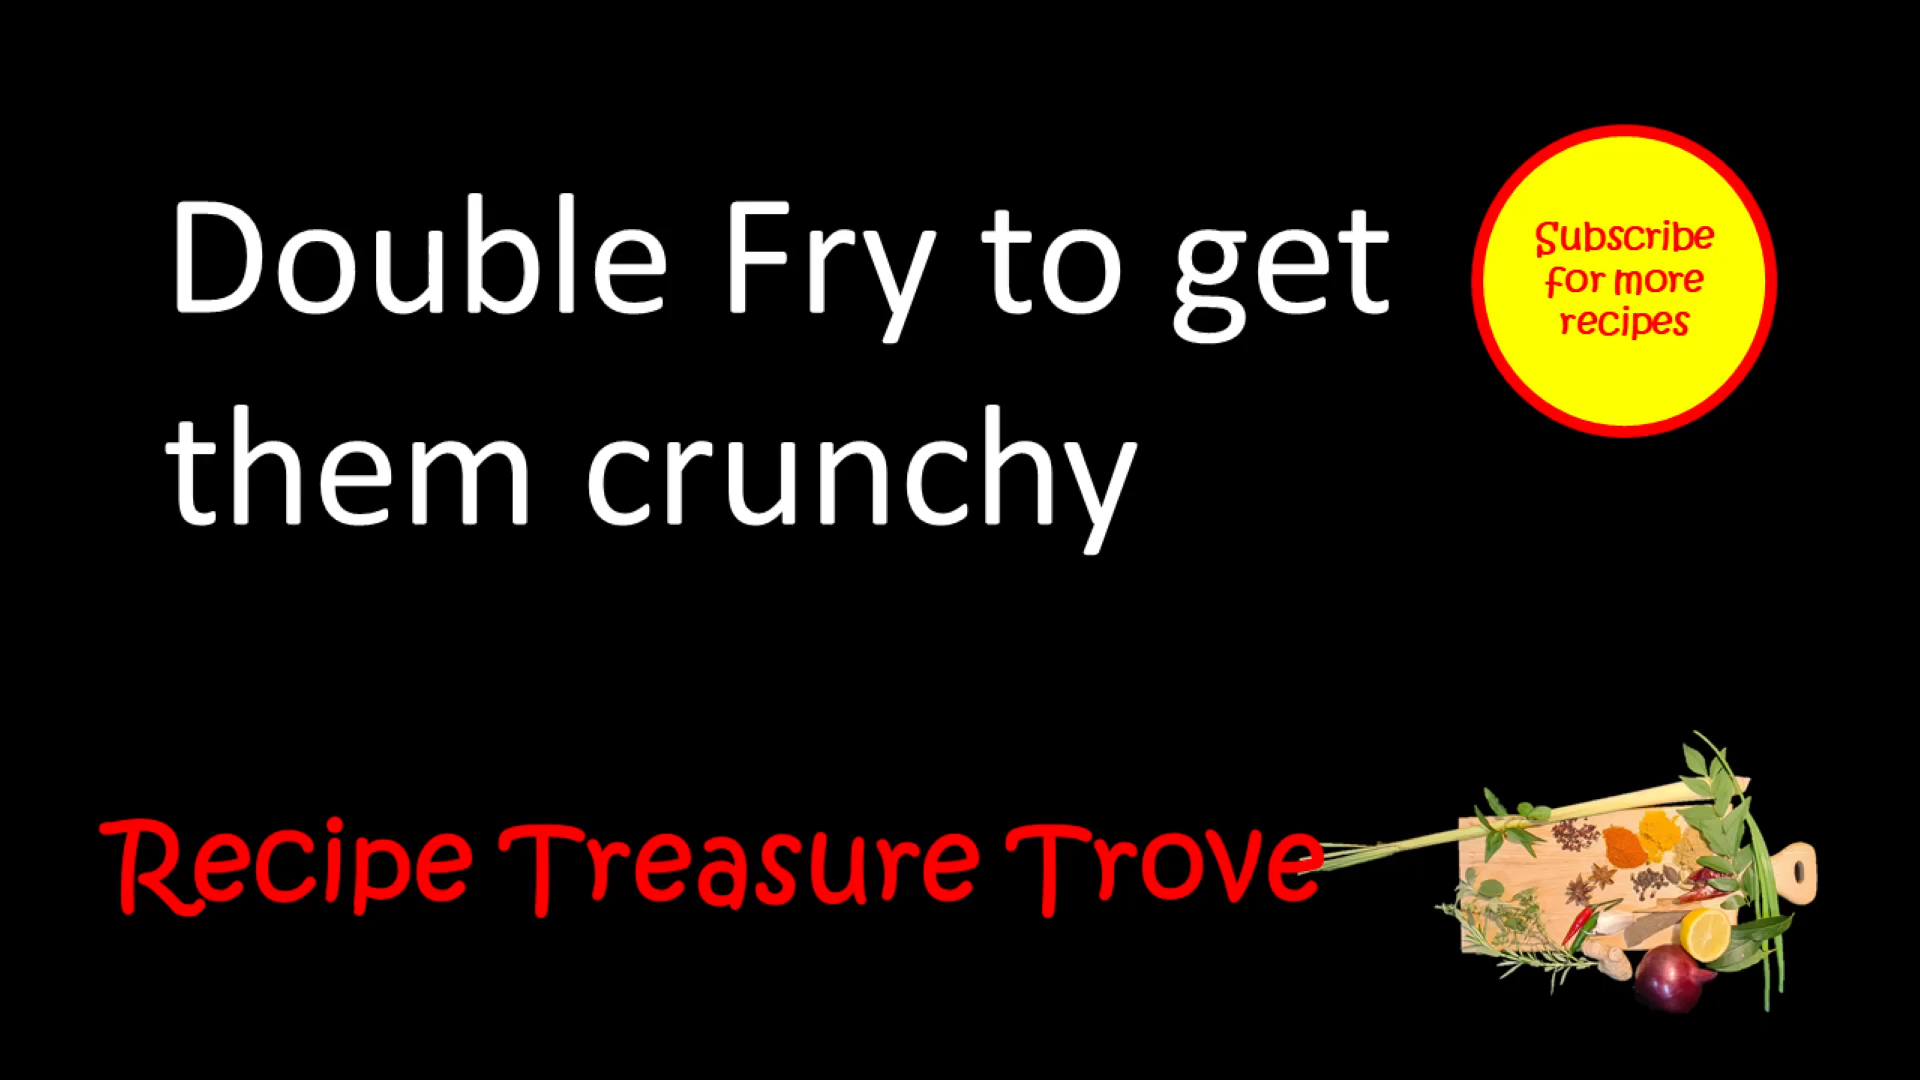 Double Fry to get
them crunchy
Subscribe
for more
recipes
Recipe Treasure Trove